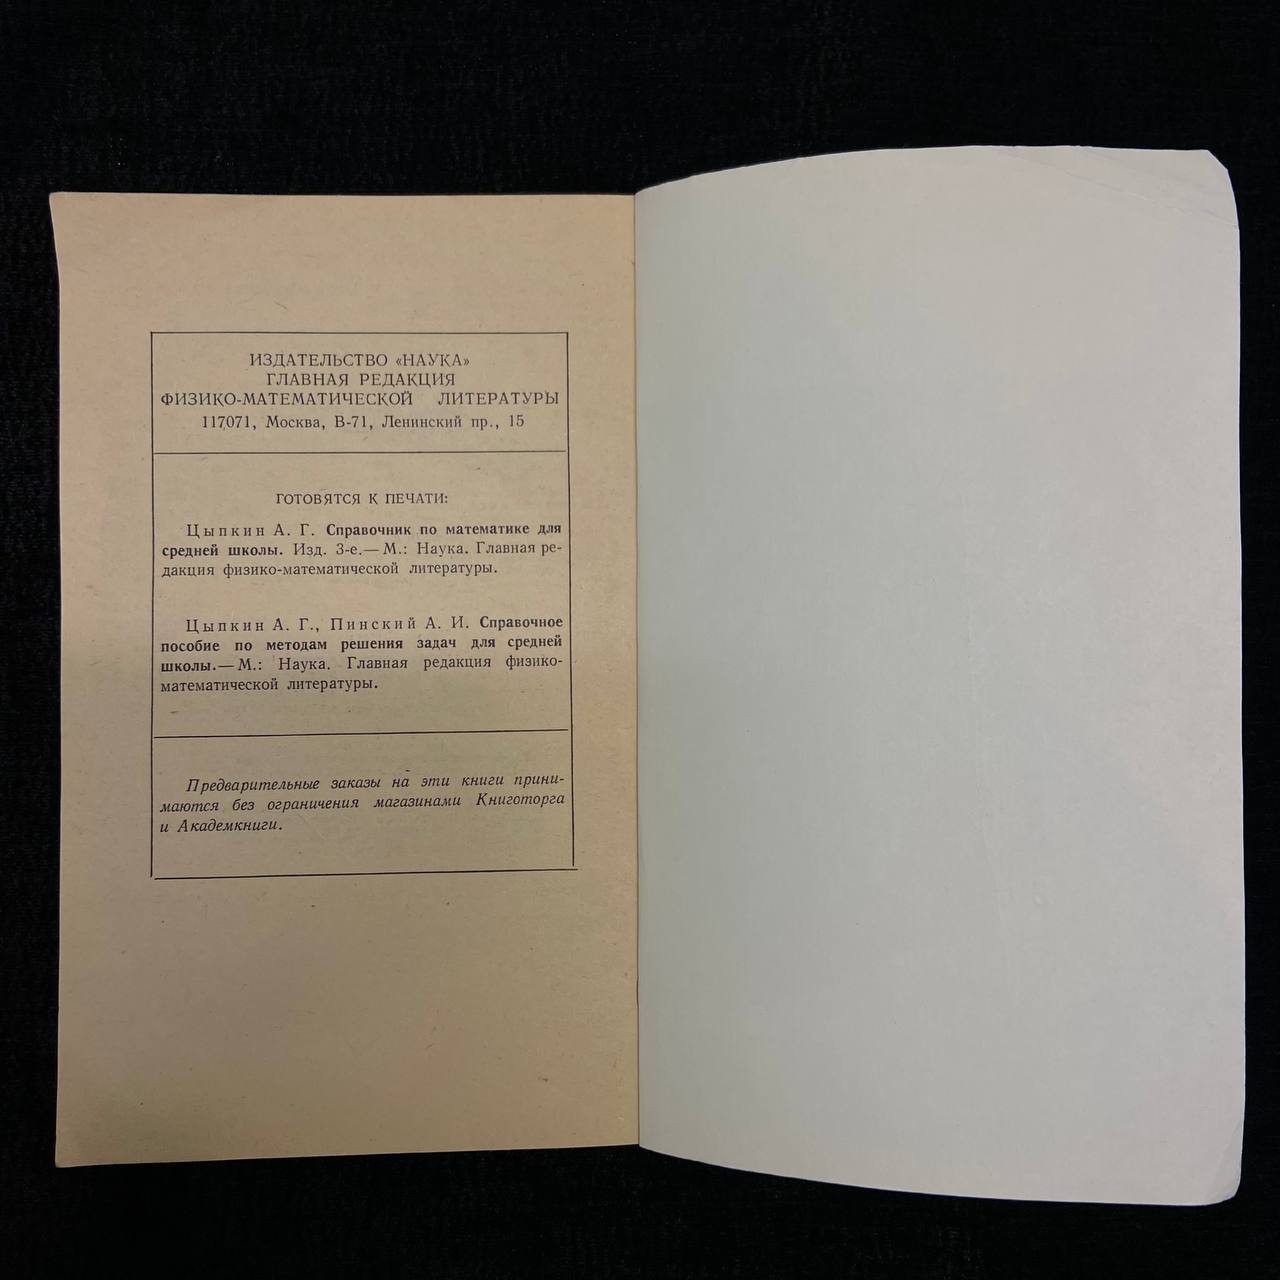 ИЗДАТЕЛЬСТВО «НАУКА»
ГЛАВНАЯ РЕДАКЦИЯ
ФИЗИКО-МАТЕМАТИЧЕСКОЙ ЛИТЕРАТУРЫ
117071, Москва, В-71, Ленинский пр., 15
ГОТОВЯТСЯ К ПЕЧАТИ:
Цыпкин А. Г. Справочник по математике для
средней школы. Изд. 3-е.— М.: Наука. Главная ре-
дакция физико-математической литературы.
Цыпкин А. Г., Пинский А. И. Справочное
пособие по методам решения задач для средней
школы.— М.: Наука. Главная редакция физико-
математической литературы.
Предварительные заказы на эти книги прини-
маются без ограничения магазинами Книготорга
и Академкниги.